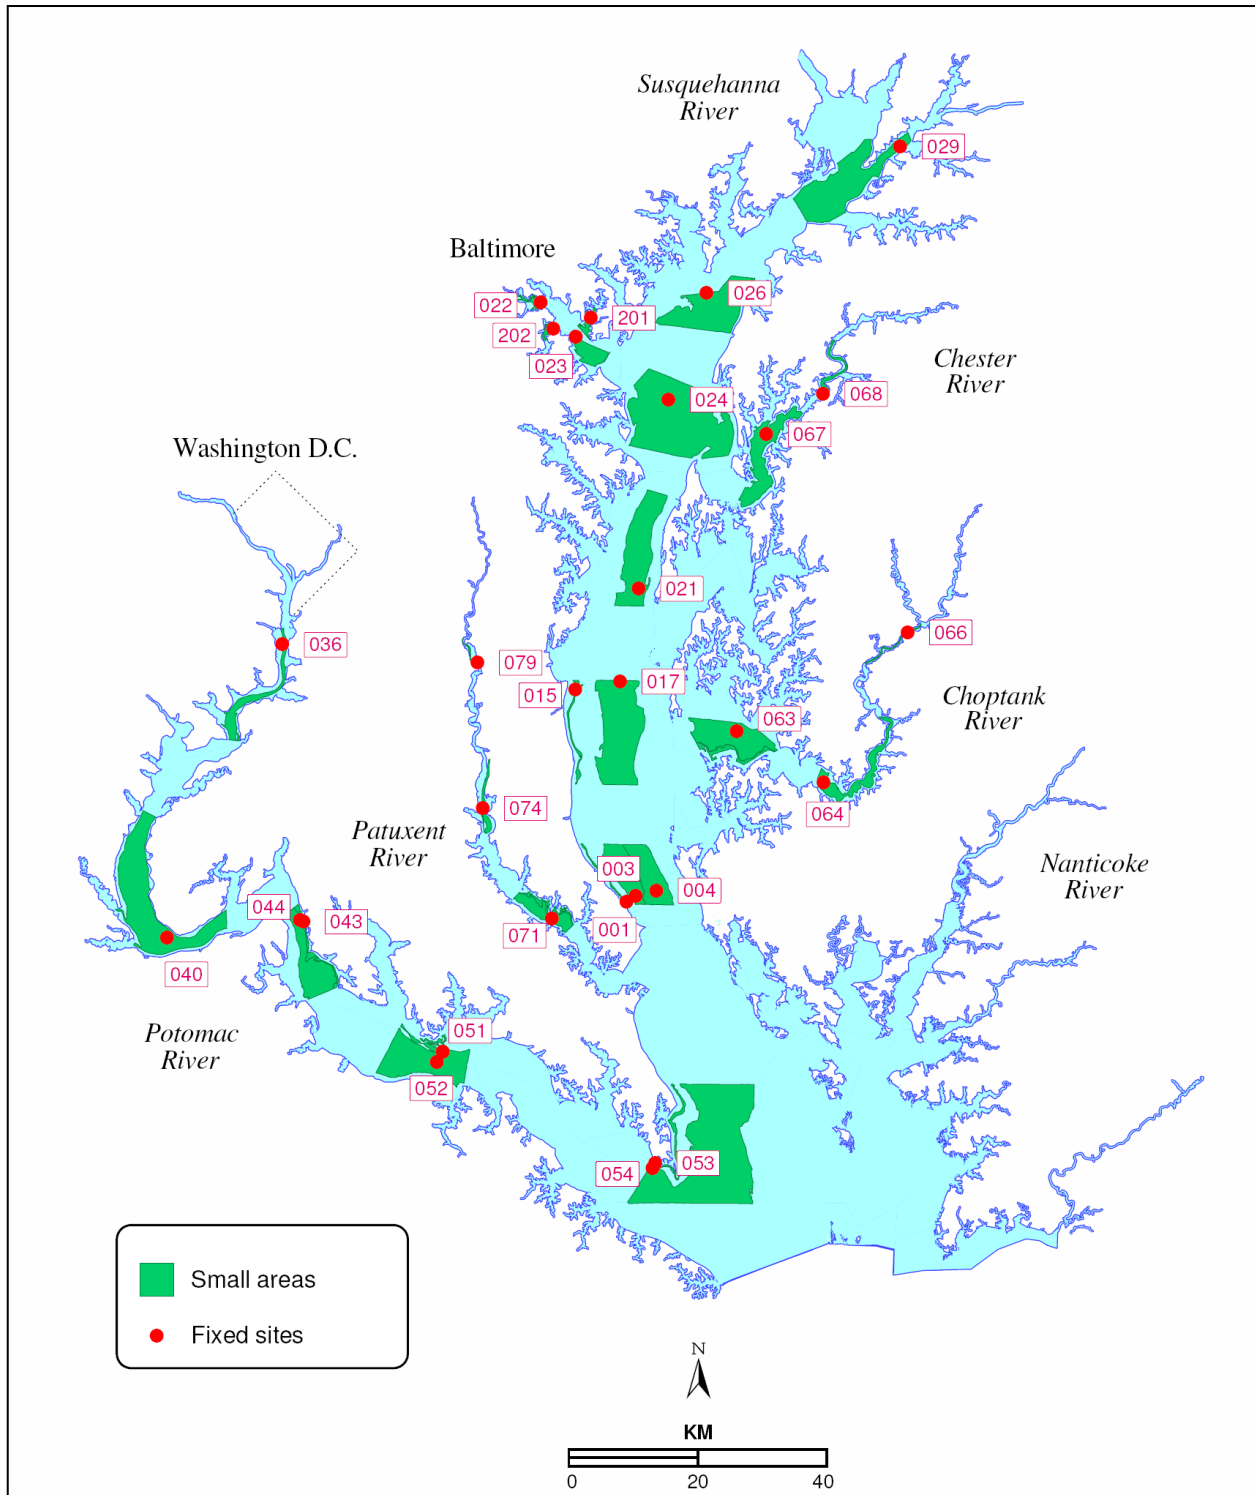 Susquehanna
River
029
Baltimore
026
022
201
202
023
Chester
River
024
068
067
Washington D.C.
021
036
066
079
015
017
Choptank
River
063
064
074
Patuxent
River
003
004
Nanticoke
River
044
043
071
001
040
Potomac
River
051
052
054
053
Small areas
Fixed sites
N
KM
0
20
40